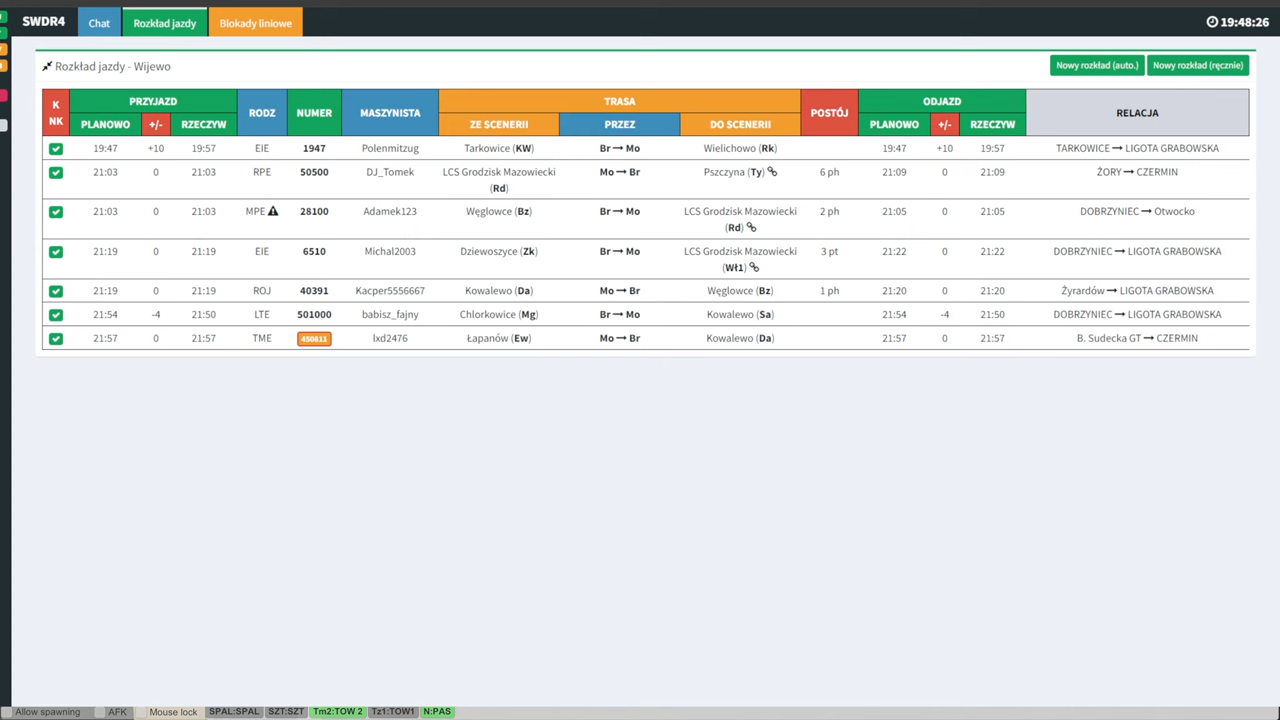 SWDR4 Chat Rozkład jazdy Blokady liniowe 19:48:26
Rozkład jazdy - Wijewo Nowy rozkład (auto.) Nowy rozkład (ręcznie)
K NK PRZYJAZD RODZ NUMER MASZYNISTA TRASA POSTÓJ ODJAZD RELACJA
PLANOWO +/- RZECZYW ZE SCENERII PRZEZ DO SCENERII PLANOWO +/- RZECZYW
19:47 +10 19:57 EIE 1947 Polenmitzug Tarkowice (KW) Br → Mo Wielichowo (Rk) 19:47 +10 19:57 TARKOWICE → LIGOTA GRABOWSKA
21:03 0 21:03 RPE 50500 DJ_Tomek LCS Grodzisk Mazowiecki (Rd) Mo → Br Pszczyna (Ty) 6 ph 21:09 0 21:09 ŻORY → CZERMIN
21:03 0 21:03 MPE 28100 Adamek123 Węglowce (Bz) Br → Mo LCS Grodzisk Mazowiecki (Rd) 2 ph 21:05 0 21:05 DOBRZYNIEC → Otwocko
21:19 0 21:19 EIE 6510 Michal2003 Dziewoszyce (Zk) Br → Mo LCS Grodzisk Mazowiecki (Wł1) 3 pt 21:22 0 21:22 DOBRZYNIEC → LIGOTA GRABOWSKA
21:19 0 21:19 ROJ 40391 Kacper5556667 Kowalewo (Da) Mo → Br Węglowce (Bz) 1 ph 21:20 0 21:20 Żyrardów → LIGOTA GRABOWSKA
21:54 -4 21:50 LTE 501000 babisz_fajny Chlorkowice (Mg) Br → Mo Kowalewo (Sa) 21:54 -4 21:50 DOBRZYNIEC → LIGOTA GRABOWSKA
21:57 0 21:57 TME 450811 lxd2476 Łapanów (Ew) Mo → Br Kowalewo (Da) 21:57 0 21:57 B. Sudecka GT → CZERMIN
Allow spawning AFK Mouse lock SPAL:SPAL SZT:SZT Tm2:TOW 2 Tz1:TOW1 N:PAS